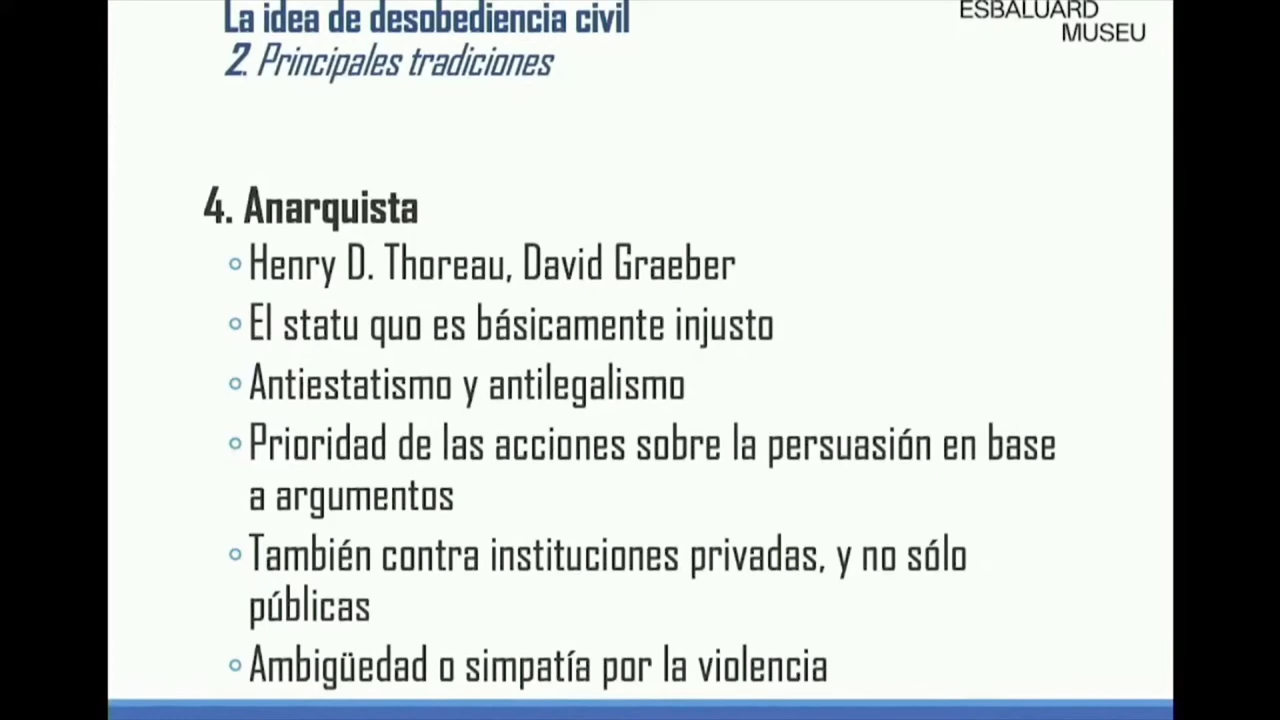 La idea de desobediencia civil
ESBALUARD
MUSEU
2. Principales tradiciones
4. Anarquista
Henry D. Thoreau, David Graeber
El statu quo es básicamente injusto
Antiestatismo y antilegalismo
Prioridad de las acciones sobre la persuasión en base
a argumentos
También contra instituciones privadas, y no sólo
públicas
Ambigüedad o simpatía por la violencia